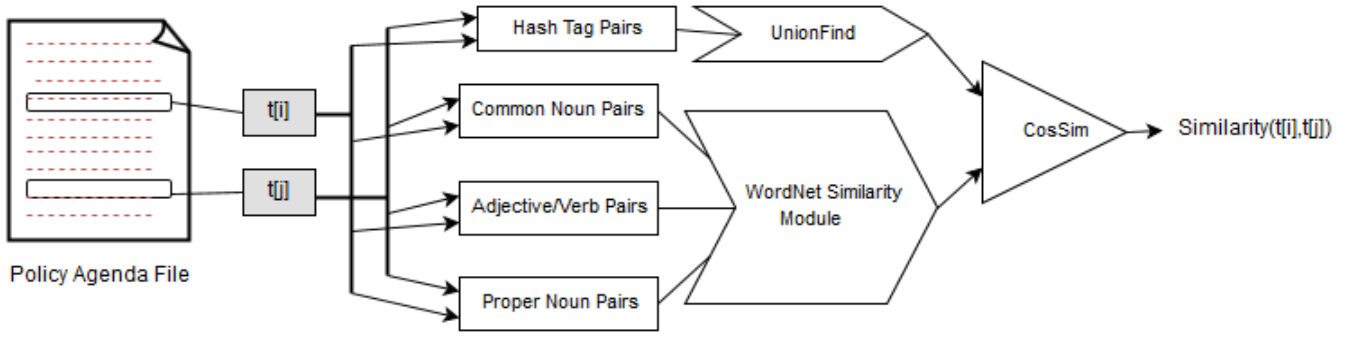 Hash Tag Pairs
UnionFind
t[i]
Common Noun Pairs
CosSim
Similarity(t[i],t[j])
t[j]
Adjective/Verb Pairs
WordNet Similarity
Module
Policy Agenda File
Proper Noun Pairs